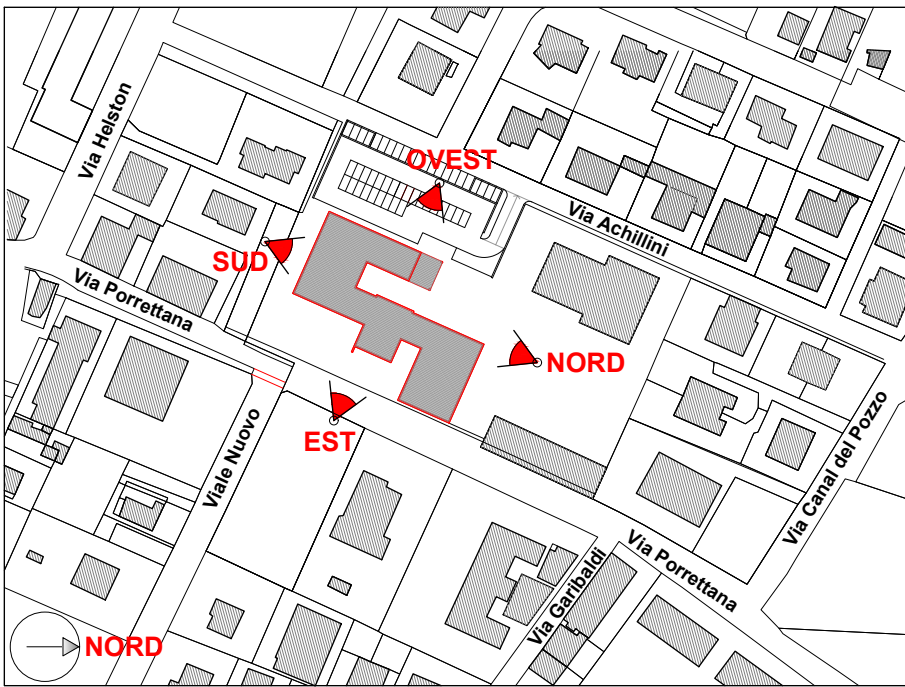 Via Helston
OVEST
Via Achillini
SUD
Via Porrettana
NORD
Via Canal del Pozzo
EST
Viale Nuovo
Via Garibaldi
Via Porrettana
NORD